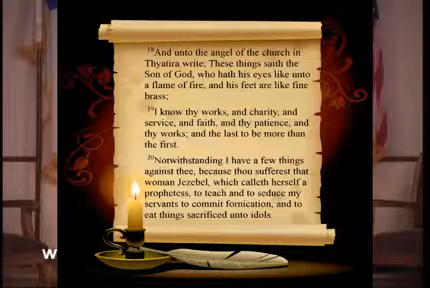 18And unto the angel of the church in
Thyatira write; These things saith the
Son of God, who hath his eyes like unto
a flame of fire, and his feet are like fine
brass;
19I know thy works, and charity, and
service, and faith, and thy patience, and
thy works; and the last to be more than
the first.
20Notwithstanding I have a few things
against thee, because thou sufferest that
woman Jezebel, which calleth herself a
prophetess, to teach and to seduce my
servants to commit fornication, and to
eat things sacrificed unto idols.
W